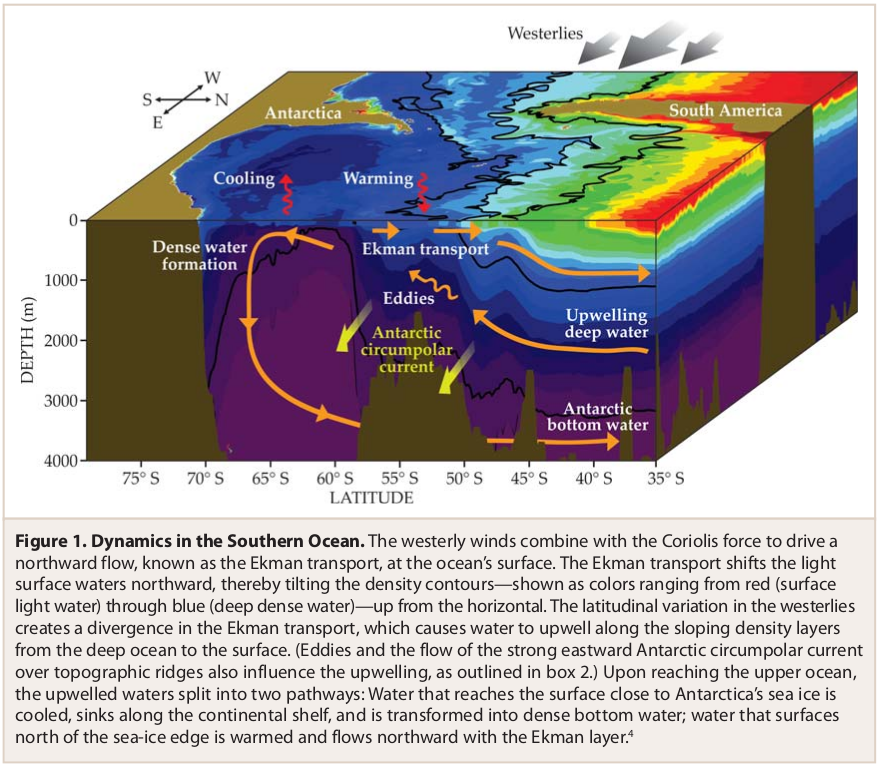 Westerlies
W
S
N
E
Antarctica
South America
Cooling
Warming
0
Dense water
formation
Ekman transport
1000
Eddies
Upwelling
deep water
DEPTH (m)
2000
Antarctic
circumpolar
current
3000
Antarctic
bottom water
4000
75° S
70° S
65° S
60° S
55° S
50° S
45° S
40° S
35° S
LATITUDE
Figure 1. Dynamics in the Southern Ocean. The westerly winds combine with the Coriolis force to drive a
northward flow, known as the Ekman transport, at the ocean's surface. The Ekman transport shifts the light
surface waters northward, thereby tilting the density contours—shown as colors ranging from red (surface
light water) through blue (deep dense water)—up from the horizontal. The latitudinal variation in the westerlies
creates a divergence in the Ekman transport, which causes water to upwell along the sloping density layers
from the deep ocean to the surface. (Eddies and the flow of the strong eastward Antarctic circumpolar current
over topographic ridges also influence the upwelling, as outlined in box 2.) Upon reaching the upper ocean,
the upwelled waters split into two pathways: Water that reaches the surface close to Antarctica's sea ice is
cooled, sinks along the continental shelf, and is transformed into dense bottom water; water that surfaces
north of the sea-ice edge is warmed and flows northward with the Ekman layer.⁴